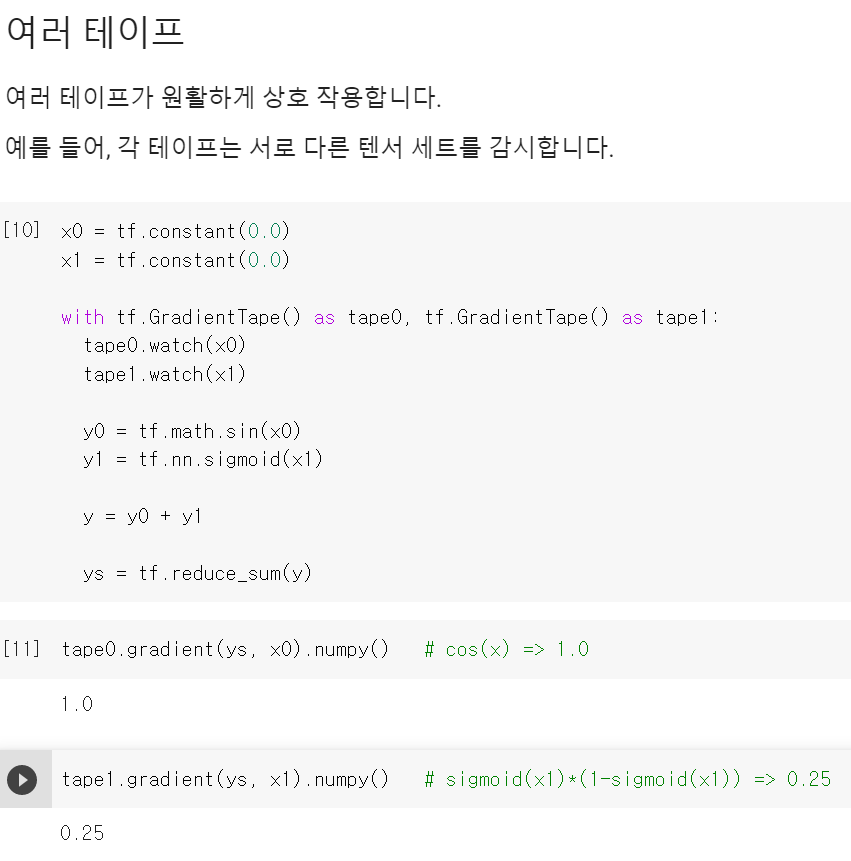 여러 테이프
여러 테이프가 원활하게 상호 작용합니다.
예를 들어, 각 테이프는 서로 다른 텐서 세트를 감시합니다.
[10] x0 = tf.constant(0.0)
x1 = tf.constant(0.0)
with tf.GradientTape() as tape0, tf.GradientTape() as tape1:
tape0.watch(x0)
tape1.watch(x1)
y0 = tf.math.sin(x0)
y1 = tf.nn.sigmoid(x1)
y = y0 + y1
ys = tf.reduce_sum(y)
[11] tape0.gradient(ys, x0).numpy() # cos(x) => 1.0
1.0
tape1.gradient(ys, x1).numpy() # sigmoid(x1)*(1-sigmoid(x1)) => 0.25
0.25